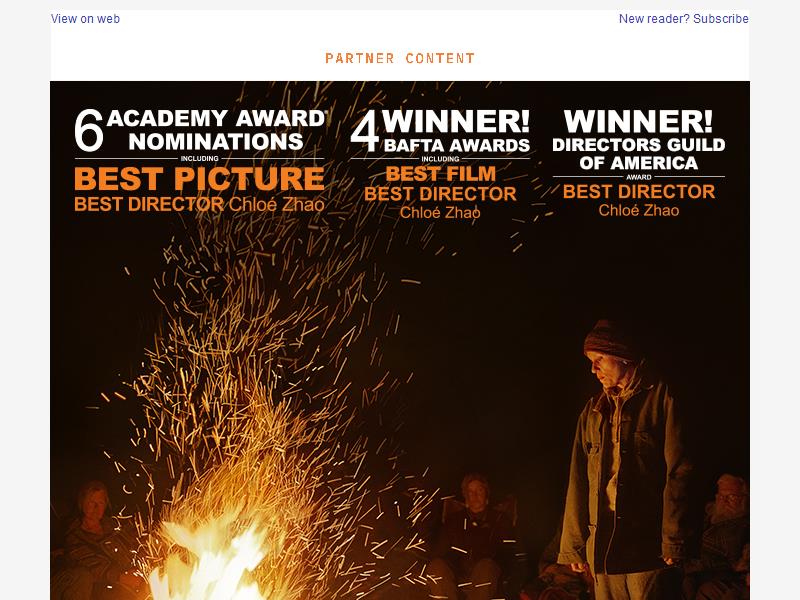 View on web
New reader? Subscribe
PARTNER CONTENT
6 ACADEMY AWARD®
NOMINATIONS
INCLUDING
BEST PICTURE
BEST DIRECTOR Chloé Zhao
4 WINNER!
BAFTA AWARDS
INCLUDING
BEST FILM
BEST DIRECTOR
Chloé Zhao
WINNER!
DIRECTORS GUILD
OF AMERICA
AWARD
BEST DIRECTOR
Chloé Zhao